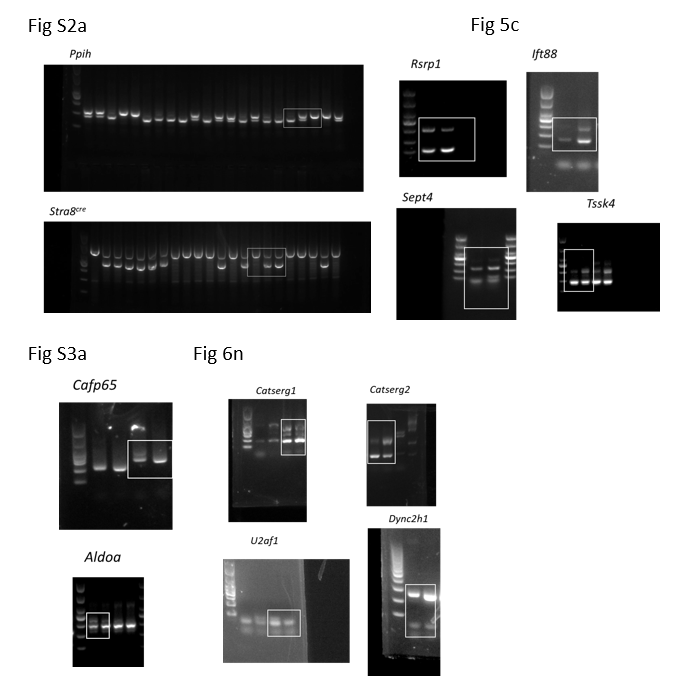 Fig S2a
Fig 5c
Ppih
Rsrp1
Ift88
Stra8cre
Sept4
Tssk4
Fig S3a
Fig 6n
Cafp65
Catserg1
Catserg2
U2af1
Dync2h1
Aldoa